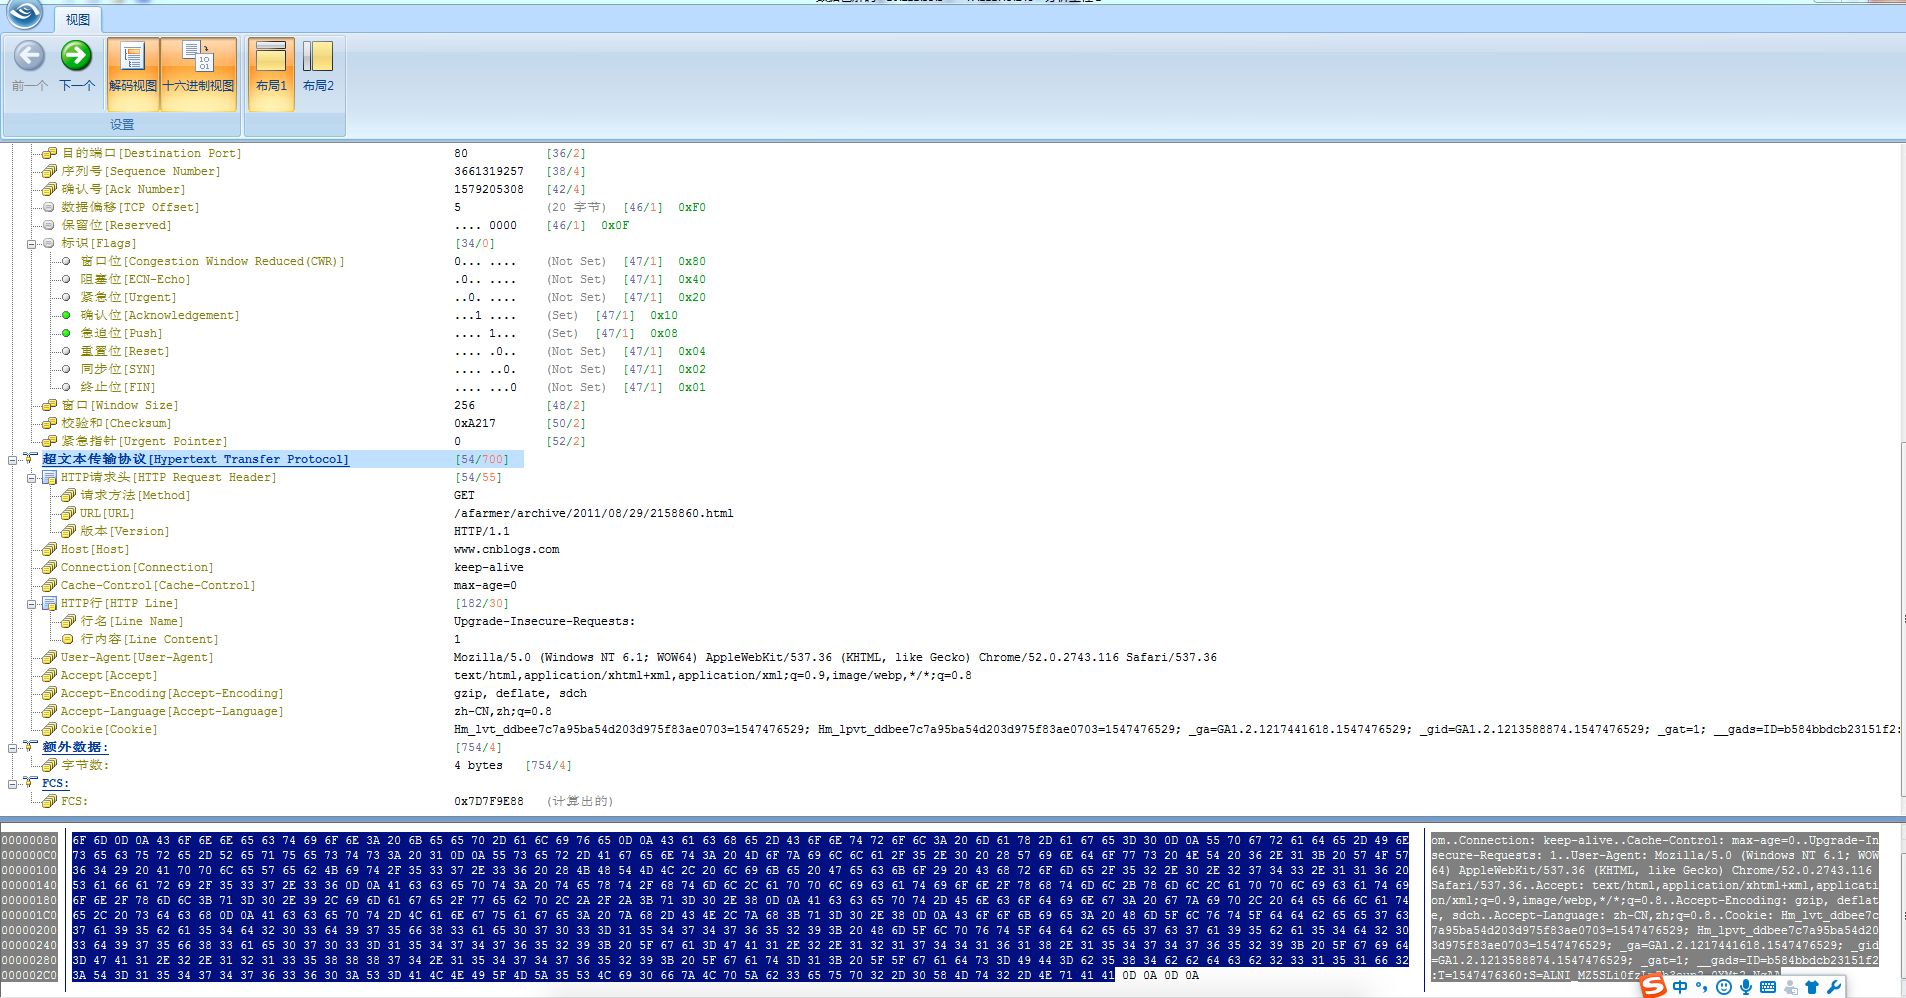 视图
前一个 下一个 解码视图 十六进制视图 布局1 布局2
设置
目的端口[Destination Port] 80 [36/2]
序列号[Sequence Number] 3661319257 [38/4]
确认号[Ack Number] 1579205308 [42/4]
数据偏移[TCP Offset] 5 (20 字节) [46/1] 0xF0
保留位[Reserved] .... 0000 [46/1] 0x0F
标识[Flags] [34/0]
窗口位[Congestion Window Reduced(CWR)] 0... .... (Not Set) [47/1] 0x80
阻塞位[ECN-Echo] .0.. .... (Not Set) [47/1] 0x40
紧急位[Urgent] ..0. .... (Not Set) [47/1] 0x20
确认位[Acknowledgement] ...1 .... (Set) [47/1] 0x10
急迫位[Push] .... 1... (Set) [47/1] 0x08
重置位[Reset] .... .0.. (Not Set) [47/1] 0x04
同步位[SYN] .... ..0. (Not Set) [47/1] 0x02
终止位[FIN] .... ...0 (Not Set) [47/1] 0x01
窗口[Window Size] 256 [48/2]
校验和[Checksum] 0xA217 [50/2]
紧急指针[Urgent Pointer] 0 [52/2]
超文本传输协议[Hypertext Transfer Protocol] [54/700]
HTTP请求头[HTTP Request Header] [54/55]
请求方法[Method] GET
URL[URL] /afarmer/archive/2011/08/29/2158860.html
版本[Version] HTTP/1.1
Host[Host] www.cnblogs.com
Connection[Connection] keep-alive
Cache-Control[Cache-Control] max-age=0
HTTP行[HTTP Line] [182/30]
行名[Line Name] Upgrade-Insecure-Requests:
行内容[Line Content] 1
User-Agent[User-Agent] Mozilla/5.0 (Windows NT 6.1; WOW64) AppleWebKit/537.36 (KHTML, like Gecko) Chrome/52.0.2743.116 Safari/537.36
Accept[Accept] text/html,application/xhtml+xml,application/xml;q=0.9,image/webp,*/*;q=0.8
Accept-Encoding[Accept-Encoding] gzip, deflate, sdch
Accept-Language[Accept-Language] zh-CN,zh;q=0.8
Cookie[Cookie] Hm_lvt_ddbee7c7a95ba54d203d975f83ae0703=1547476529; Hm_lpvt_ddbee7c7a95ba54d203d975f83ae0703=1547476529; _ga=GA1.2.1217441618.1547476529; _gid=GA1.2.1213588874.1547476529; _gat=1; __gads=ID=b584bbdcb23151f2:
额外数据: [754/4]
字节数: 4 bytes [754/4]
FCS:
FCS: 0x7D7F9E88 (计算出的)
00000080 6F 6D 0D 0A 43 6F 6E 6E 65 63 74 69 6F 6E 3A 20 6B 65 65 70 2D 61 6C 69 76 65 0D 0A 43 61 63 68 65 2D 43 6F 6E 74 72 6F 6C 3A 20 6D 61 78 2D 61 67 65 3D 30 0D 0A 55 70 67 72 61 64 65 2D 49 6E om..Connection: keep-alive..Cache-Control: max-age=0..Upgrade-In
000000C0 73 65 63 75 72 65 2D 52 65 71 75 65 73 74 73 3A 20 31 0D 0A 55 73 65 72 2D 41 67 65 6E 74 3A 20 4D 6F 7A 69 6C 6C 61 2F 35 2E 30 20 28 57 69 6E 64 6F 77 73 20 4E 54 20 36 2E 31 3B 20 57 4F 57 secure-Requests: 1..User-Agent: Mozilla/5.0 (Windows NT 6.1; WOW
00000100 36 34 29 20 41 70 70 6C 65 57 65 62 4B 69 74 2F 35 33 37 2E 33 36 20 28 4B 48 54 4D 4C 2C 20 6C 69 6B 65 20 47 65 63 6B 6F 29 20 43 68 72 6F 6D 65 2F 35 32 2E 30 2E 32 37 34 33 2E 31 31 36 20 64) AppleWebKit/537.36 (KHTML, like Gecko) Chrome/52.0.2743.116
00000140 53 61 66 61 72 69 2F 35 33 37 2E 33 36 0D 0A 41 63 63 65 70 74 3A 20 74 65 78 74 2F 68 74 6D 6C 2C 61 70 70 6C 69 63 61 74 69 6F 6E 2F 78 68 74 6D 6C 2B 78 6D 6C 2C 61 70 70 6C 69 63 61 74 69 Safari/537.36..Accept: text/html,application/xhtml+xml,applicati
00000180 6F 6E 2F 78 6D 6C 3B 71 3D 30 2E 39 2C 69 6D 61 67 65 2F 77 65 62 70 2C 2A 2F 2A 3B 71 3D 30 2E 38 0D 0A 41 63 63 65 70 74 2D 45 6E 63 6F 64 69 6E 67 3A 20 67 7A 69 70 2C 20 64 65 66 6C 61 74 on/xml;q=0.9,image/webp,*/*;q=0.8..Accept-Encoding: gzip, deflat
000001C0 65 2C 20 73 64 63 68 0D 0A 41 63 63 65 70 74 2D 4C 61 6E 67 75 61 67 65 3A 20 7A 68 2D 43 4E 2C 7A 68 3B 71 3D 30 2E 38 0D 0A 43 6F 6F 6B 69 65 3A 20 48 6D 5F 6C 76 74 5F 64 64 62 65 65 37 63 e, sdch..Accept-Language: zh-CN,zh;q=0.8..Cookie: Hm_lvt_ddbee7c
00000200 37 61 39 35 62 61 35 34 64 32 30 33 64 39 37 35 66 38 33 61 65 30 37 30 33 3D 31 35 34 37 34 37 36 35 32 39 3B 20 48 6D 5F 6C 70 76 74 5F 64 64 62 65 65 37 63 37 61 39 35 62 61 35 34 64 32 30 7a95ba54d203d975f83ae0703=1547476529; Hm_lpvt_ddbee7c7a95ba54d20
00000240 33 64 39 37 35 66 38 33 61 65 30 37 30 33 3D 31 35 34 37 34 37 36 35 32 39 3B 20 5F 67 61 3D 47 41 31 2E 32 2E 31 32 31 37 34 34 31 36 31 38 2E 31 35 34 37 34 37 36 35 32 39 3B 20 5F 67 69 64 3d975f83ae0703=1547476529; _ga=GA1.2.1217441618.1547476529; _gid
00000280 3D 47 41 31 2E 32 2E 31 32 31 33 35 38 38 38 37 34 2E 31 35 34 37 34 37 36 35 32 39 3B 20 5F 67 61 74 3D 31 3B 20 5F 5F 67 61 64 73 3D 49 44 3D 62 35 38 34 62 62 64 63 62 32 33 31 35 31 66 32 =GA1.2.1213588874.1547476529; _gat=1; __gads=ID=b584bbdcb23151f2
000002C0 3A 54 3D 31 35 34 37 34 37 36 33 36 30 3A 53 3D 41 4C 4E 49 5F 4D 5A 35 53 4C 69 30 66 7A 4C 70 5A 62 33 65 75 70 32 2D 30 58 4D 74 32 2D 4E 71 41 41 0D 0A 0D 0A :T=1547476360:S=ALNI_MZ5SLi0fz
中